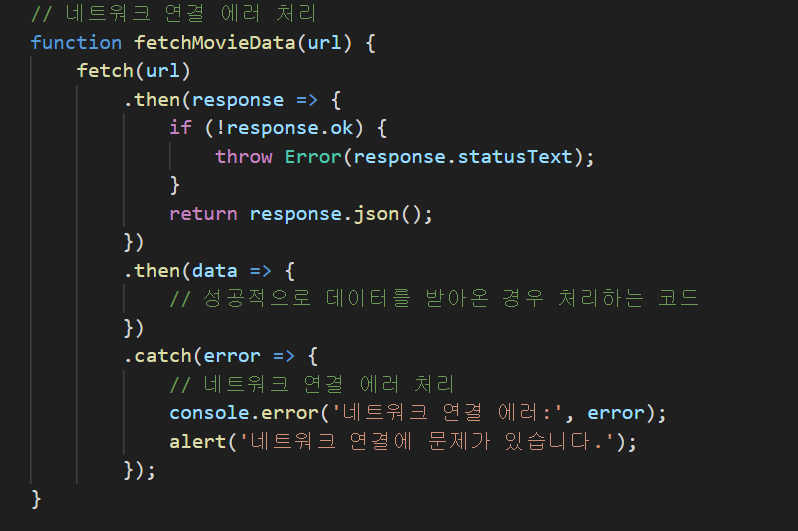 // 네트워크 연결 에러 처리
function fetchMovieData(url) {
    fetch(url)
        .then(response => {
            if (!response.ok) {
                throw Error(response.statusText);
            }
            return response.json();
        })
        .then(data => {
            // 성공적으로 데이터를 받아온 경우 처리하는 코드
        })
        .catch(error => {
            // 네트워크 연결 에러 처리
            console.error('네트워크 연결 에러:', error);
            alert('네트워크 연결에 문제가 있습니다.');
        });
}